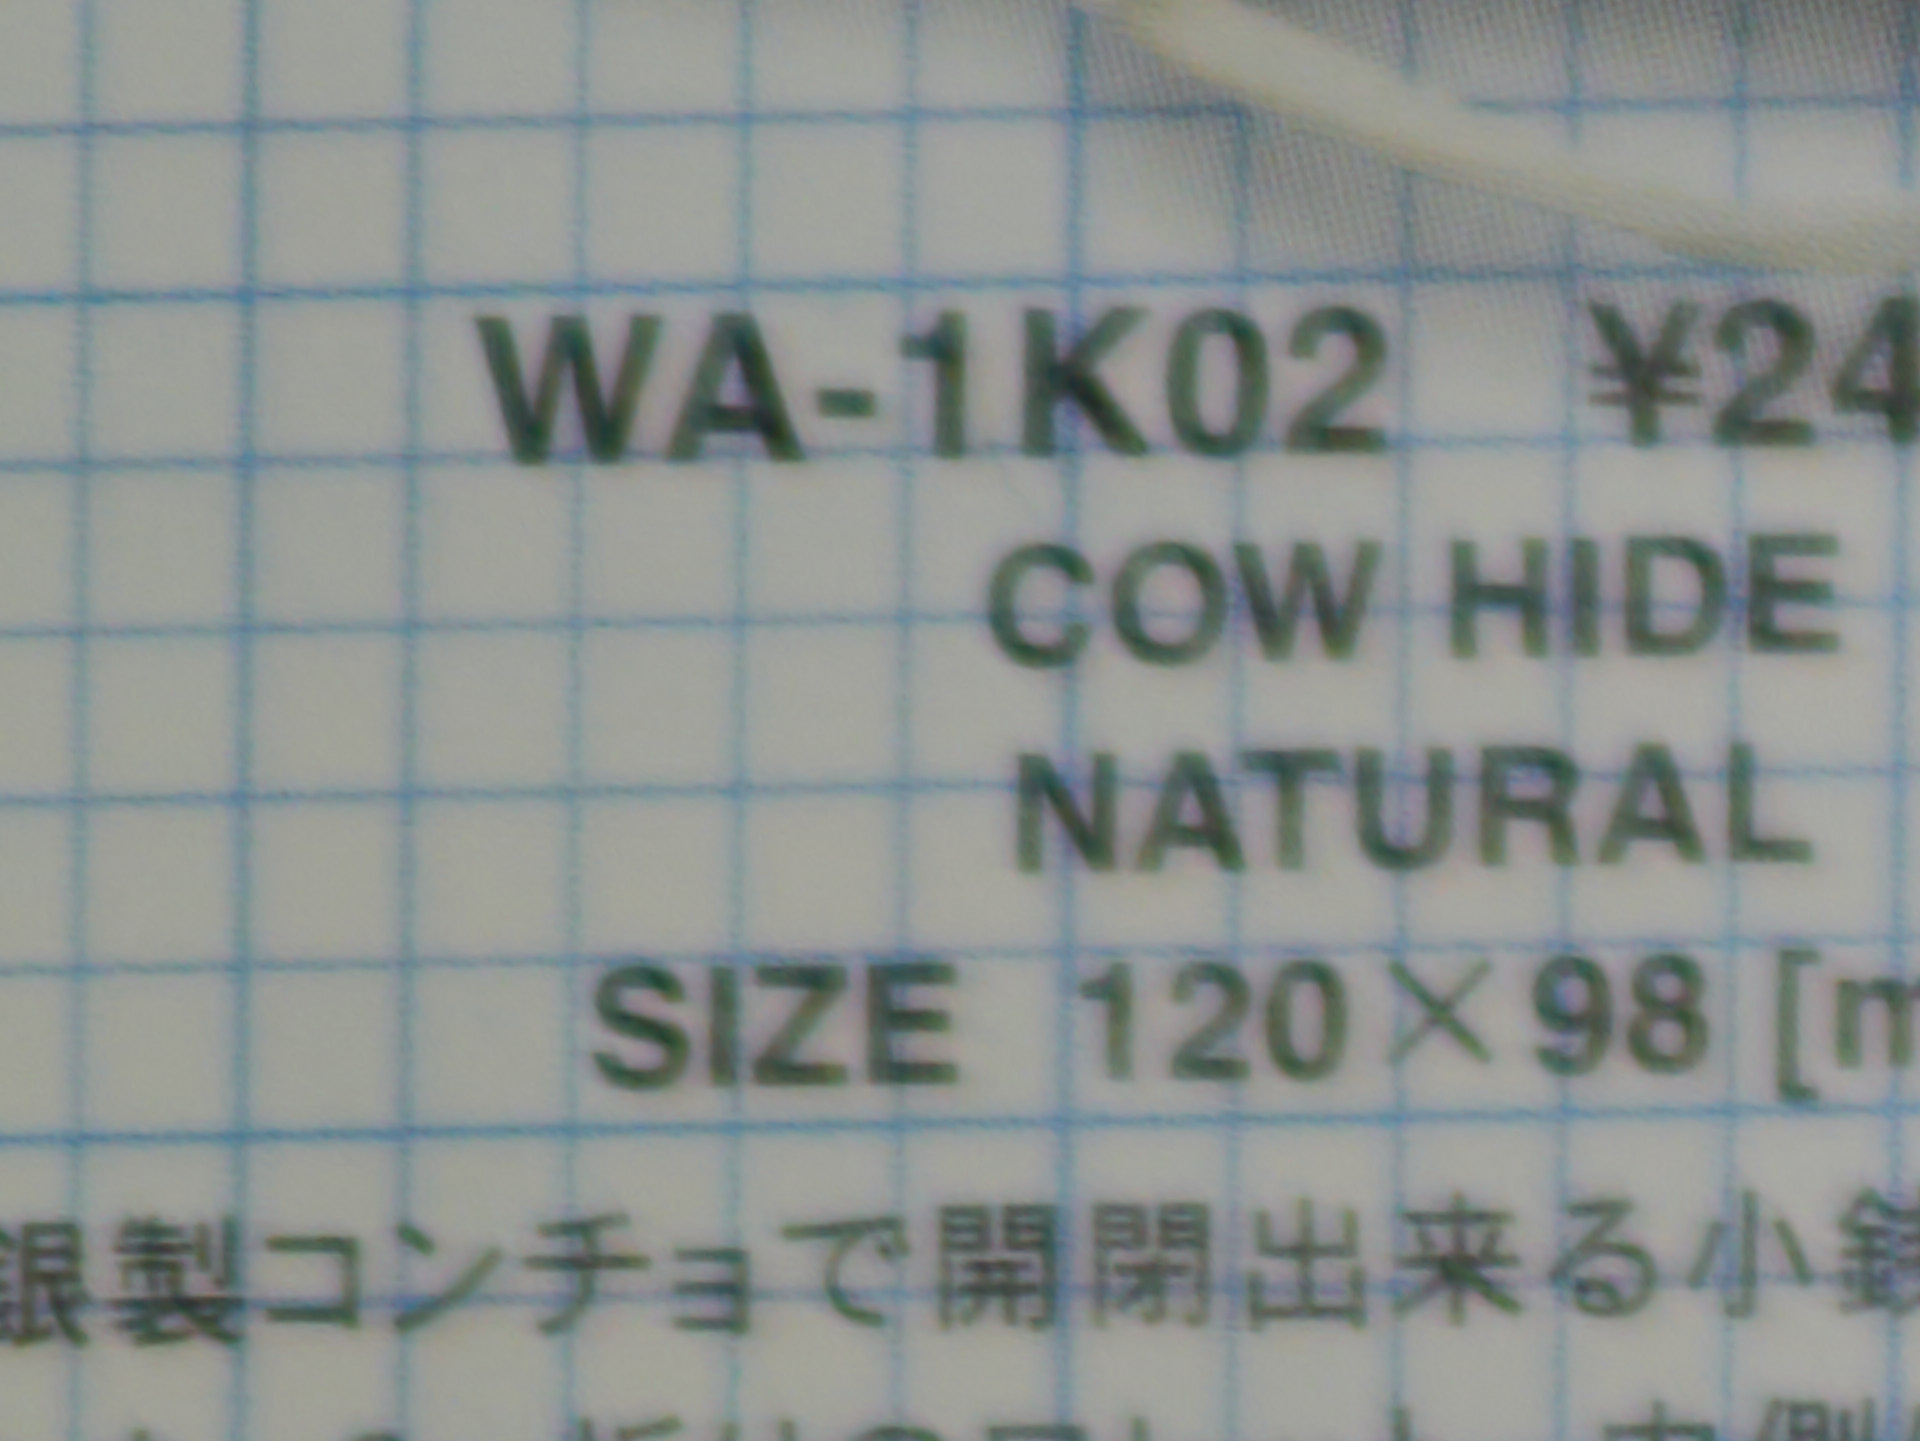 WA-1K02 ¥24
COW HIDE
NATURAL
SIZE 120×98 [m
銀製コンチョで開閉出来る小銭